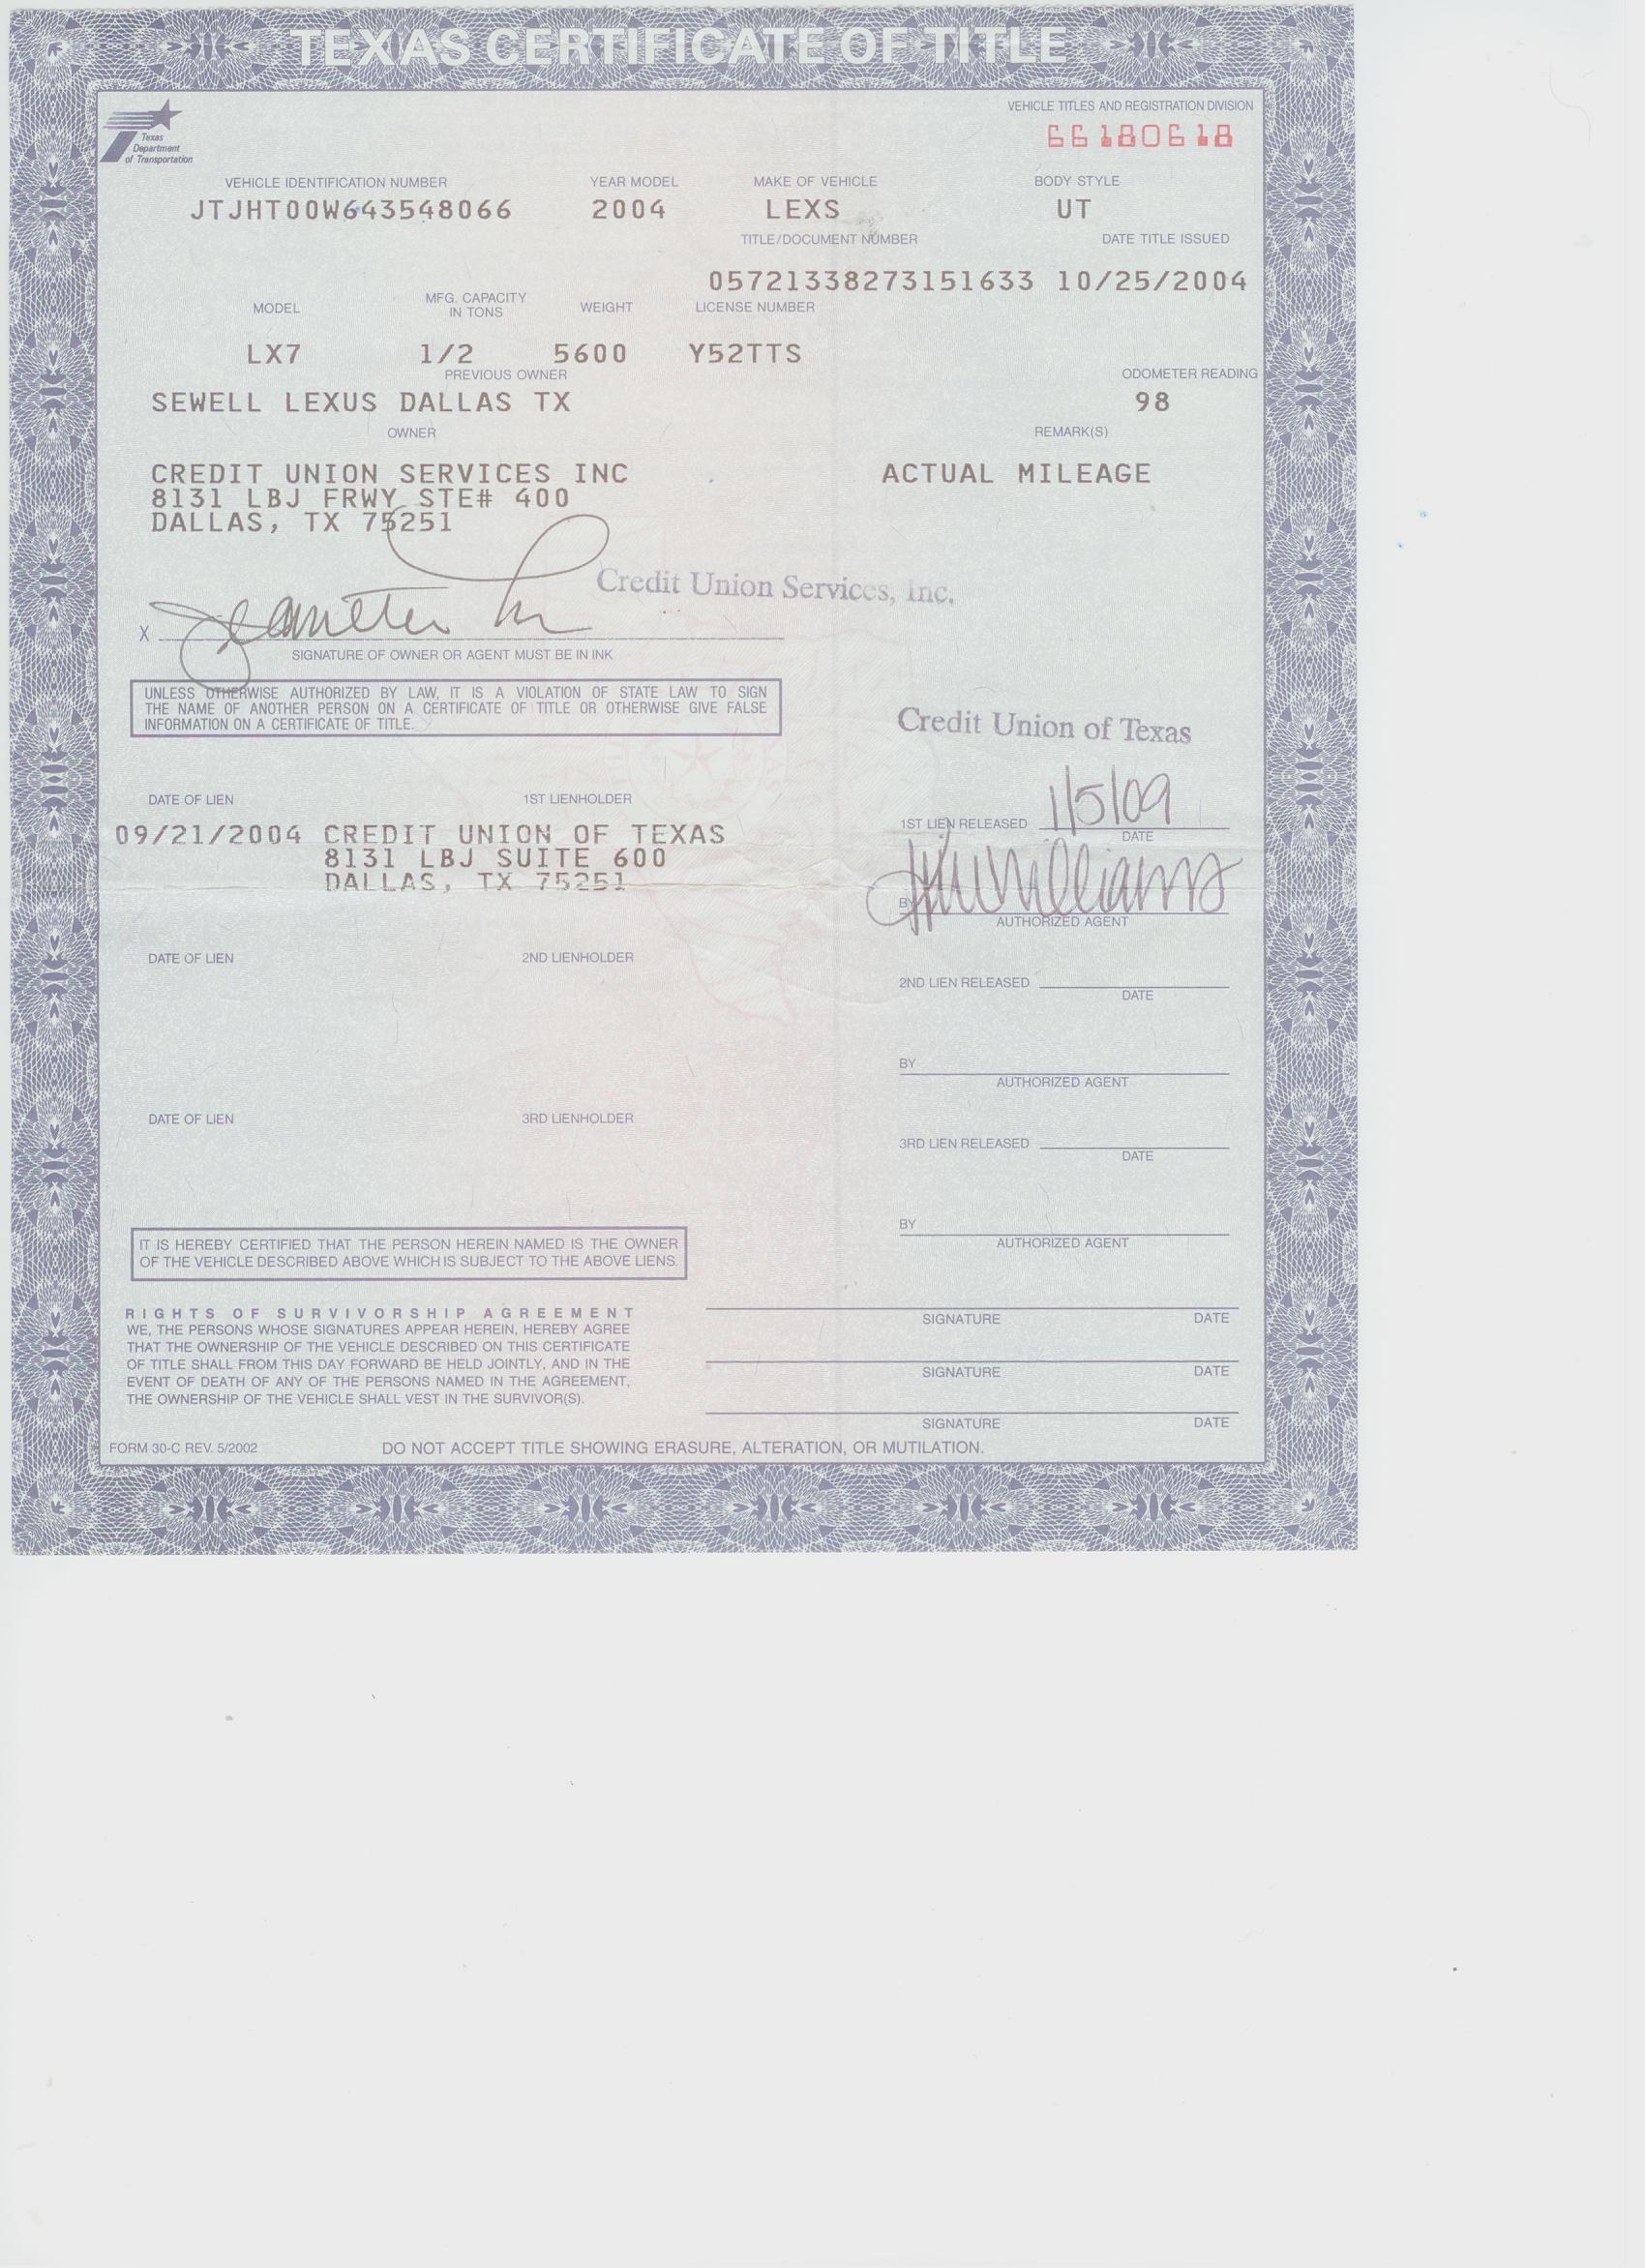 TEXAS CERTIFICATE OF TITLE
Texas
Department
of Transportation
VEHICLE TITLES AND REGISTRATION DIVISION
66180618
VEHICLE IDENTIFICATION NUMBER YEAR MODEL MAKE OF VEHICLE BODY STYLE
JTJHT00W643548066 2004 LEXS UT
TITLE/DOCUMENT NUMBER DATE TITLE ISSUED
05721338273151633 10/25/2004
MODEL MFG. CAPACITY IN TONS WEIGHT LICENSE NUMBER
LX7 1/2 5600 Y52TTS
PREVIOUS OWNER ODOMETER READING
SEWELL LEXUS DALLAS TX 98
OWNER REMARK(S)
CREDIT UNION SERVICES INC ACTUAL MILEAGE
8131 LBJ FRWY STE# 400
DALLAS, TX 75251
Credit Union Services, Inc.
X
SIGNATURE OF OWNER OR AGENT MUST BE IN INK
UNLESS OTHERWISE AUTHORIZED BY LAW, IT IS A VIOLATION OF STATE LAW TO SIGN
THE NAME OF ANOTHER PERSON ON A CERTIFICATE OF TITLE OR OTHERWISE GIVE FALSE
INFORMATION ON A CERTIFICATE OF TITLE.
Credit Union of Texas
DATE OF LIEN 1ST LIENHOLDER
1ST LIEN RELEASED 1/5/09
DATE
09/21/2004 CREDIT UNION OF TEXAS
8131 LBJ SUITE 600
DALLAS, TX 75251
BY Williams
AUTHORIZED AGENT
DATE OF LIEN 2ND LIENHOLDER
2ND LIEN RELEASED
DATE
BY
AUTHORIZED AGENT
DATE OF LIEN 3RD LIENHOLDER
3RD LIEN RELEASED
DATE
BY
AUTHORIZED AGENT
IT IS HEREBY CERTIFIED THAT THE PERSON HEREIN NAMED IS THE OWNER
OF THE VEHICLE DESCRIBED ABOVE WHICH IS SUBJECT TO THE ABOVE LIENS.
RIGHTS OF SURVIVORSHIP AGREEMENT
WE, THE PERSONS WHOSE SIGNATURES APPEAR HEREIN, HEREBY AGREE
THAT THE OWNERSHIP OF THE VEHICLE DESCRIBED ON THIS CERTIFICATE
OF TITLE SHALL FROM THIS DAY FORWARD BE HELD JOINTLY, AND IN THE
EVENT OF DEATH OF ANY OF THE PERSONS NAMED IN THE AGREEMENT,
THE OWNERSHIP OF THE VEHICLE SHALL VEST IN THE SURVIVOR(S).
SIGNATURE DATE
SIGNATURE DATE
SIGNATURE DATE
FORM 30-C REV. 5/2002 DO NOT ACCEPT TITLE SHOWING ERASURE, ALTERATION, OR MUTILATION.